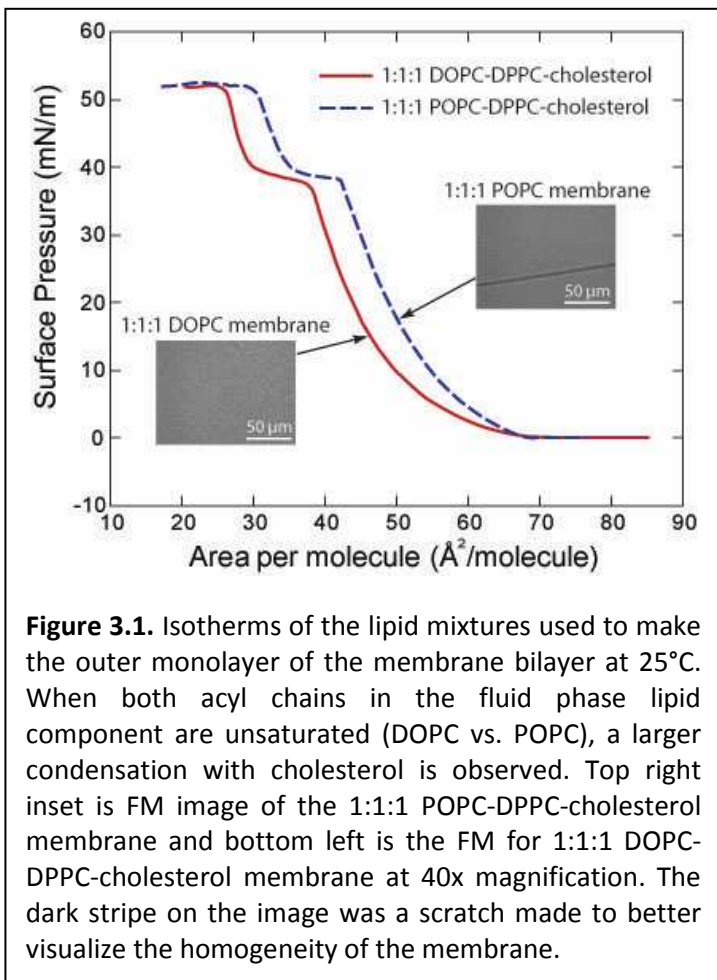 60
50
40
30
20
10
0
-10
Surface Pressure (mN/m)
1:1:1 DOPC-DPPC-cholesterol
1:1:1 POPC-DPPC-cholesterol
1:1:1 POPC membrane
50 µm
1:1:1 DOPC membrane
50 µm
10 20 30 40 50 60 70 80 90
Area per molecule (Å²/molecule)
Figure 3.1. Isotherms of the lipid mixtures used to make
the outer monolayer of the membrane bilayer at 25°C.
When both acyl chains in the fluid phase lipid
component are unsaturated (DOPC vs. POPC), a larger
condensation with cholesterol is observed. Top right
inset is FM image of the 1:1:1 POPC-DPPC-cholesterol
membrane and bottom left is the FM for 1:1:1 DOPC-
DPPC-cholesterol membrane at 40x magnification. The
dark stripe on the image was a scratch made to better
visualize the homogeneity of the membrane.